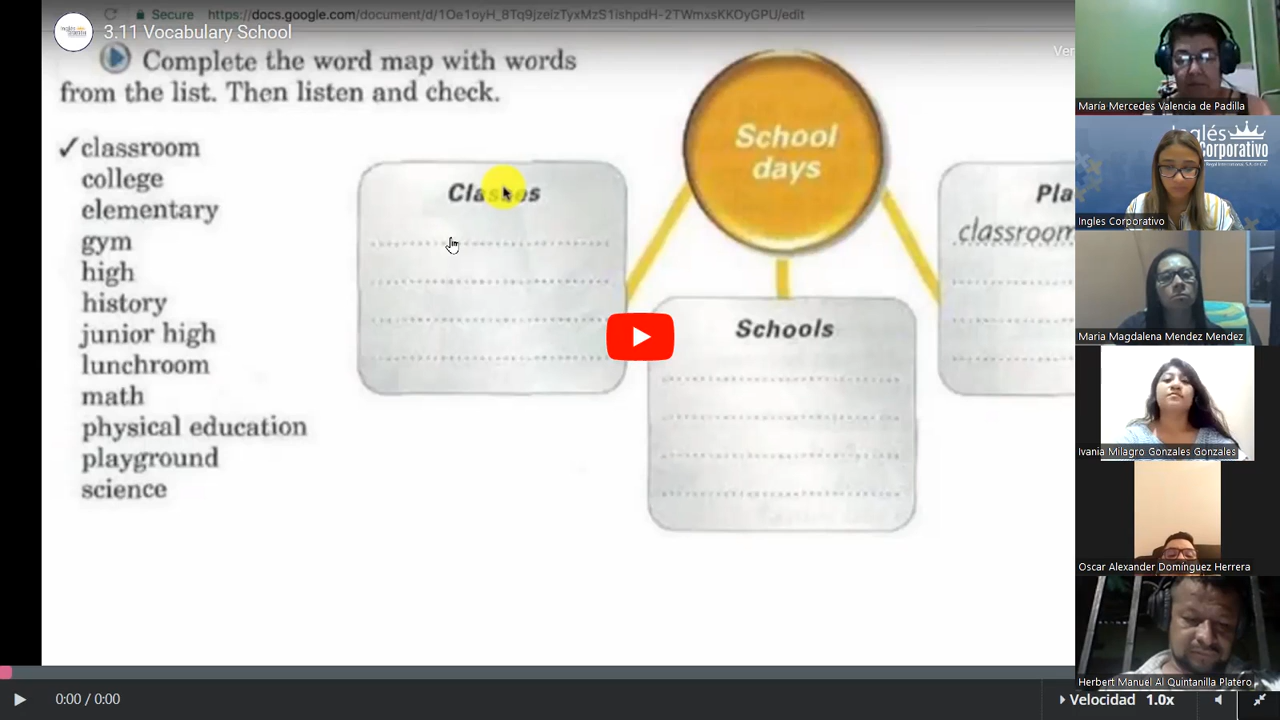 Secure https://docs.google.com/document/d/1Oe1oyH_8Tq9jzeizTyxMzS1ishpdH-2TWmxsKKOyGPU/edit
3.11 Vocabulary School
Complete the word map with words
from the list. Then listen and check.
✓classroom
college
elementary
gym
high
history
junior high
lunchroom
math
physical education
playground
science
School
days
Classes
Schools
Pla
classroom
Ver
María Mercedes Valencia de Padilla
Inglés
Corporativo
Ingles Corporativo
Maria Magdalena Mendez Mendez
Ivania Milagro Gonzales Gonzales
Oscar Alexander Domínguez Herrera
Herbert Manuel Al Quintanilla Platero
0:00 / 0:00
Velocidad 1.0x